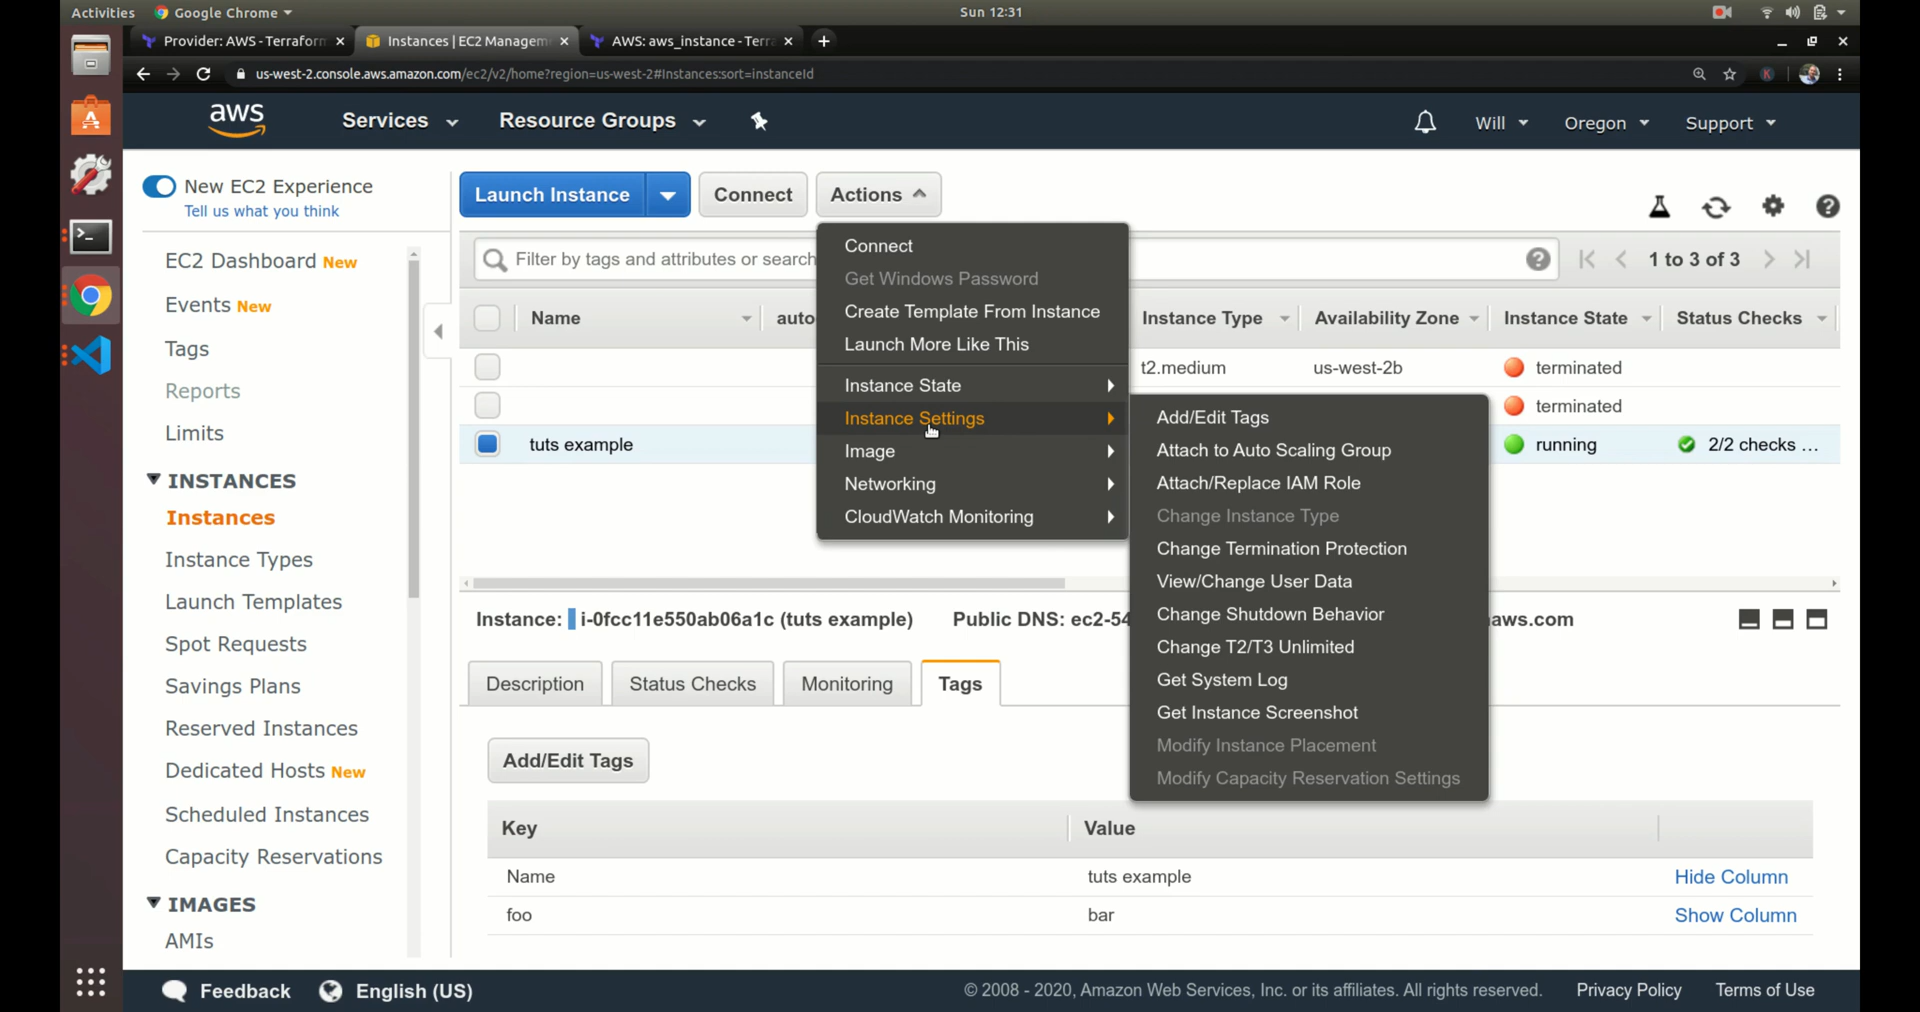 Activities
Google Chrome
Sun 12:31
Provider: AWS - Terraform
Instances | EC2 Managem
AWS: aws_instance - Terra
us-west-2.console.aws.amazon.com/ec2/v2/home?region=us-west-2#Instances:sort=instanceId
aws
Services
Resource Groups
Will
Oregon
Support
New EC2 Experience
Tell us what you think
Launch Instance
Connect
Actions
EC2 Dashboard New
Events New
Tags
Reports
Limits
INSTANCES
Instances
Instance Types
Launch Templates
Spot Requests
Savings Plans
Reserved Instances
Dedicated Hosts New
Scheduled Instances
Capacity Reservations
IMAGES
AMIs
Filter by tags and attributes or search
1 to 3 of 3
Name
auto
Instance Type
Availability Zone
Instance State
Status Checks
t2.medium
us-west-2b
terminated
terminated
tuts example
running
2/2 checks ...
Connect
Get Windows Password
Create Template From Instance
Launch More Like This
Instance State
Instance Settings
Image
Networking
CloudWatch Monitoring
Add/Edit Tags
Attach to Auto Scaling Group
Attach/Replace IAM Role
Change Instance Type
Change Termination Protection
View/Change User Data
Change Shutdown Behavior
Change T2/T3 Unlimited
Get System Log
Get Instance Screenshot
Modify Instance Placement
Modify Capacity Reservation Settings
Instance: i-0fcc11e550ab06a1c (tuts example)
Public DNS: ec2-54
aws.com
Description
Status Checks
Monitoring
Tags
Add/Edit Tags
Key
Value
Name
tuts example
Hide Column
foo
bar
Show Column
Feedback
English (US)
© 2008 - 2020, Amazon Web Services, Inc. or its affiliates. All rights reserved.
Privacy Policy
Terms of Use